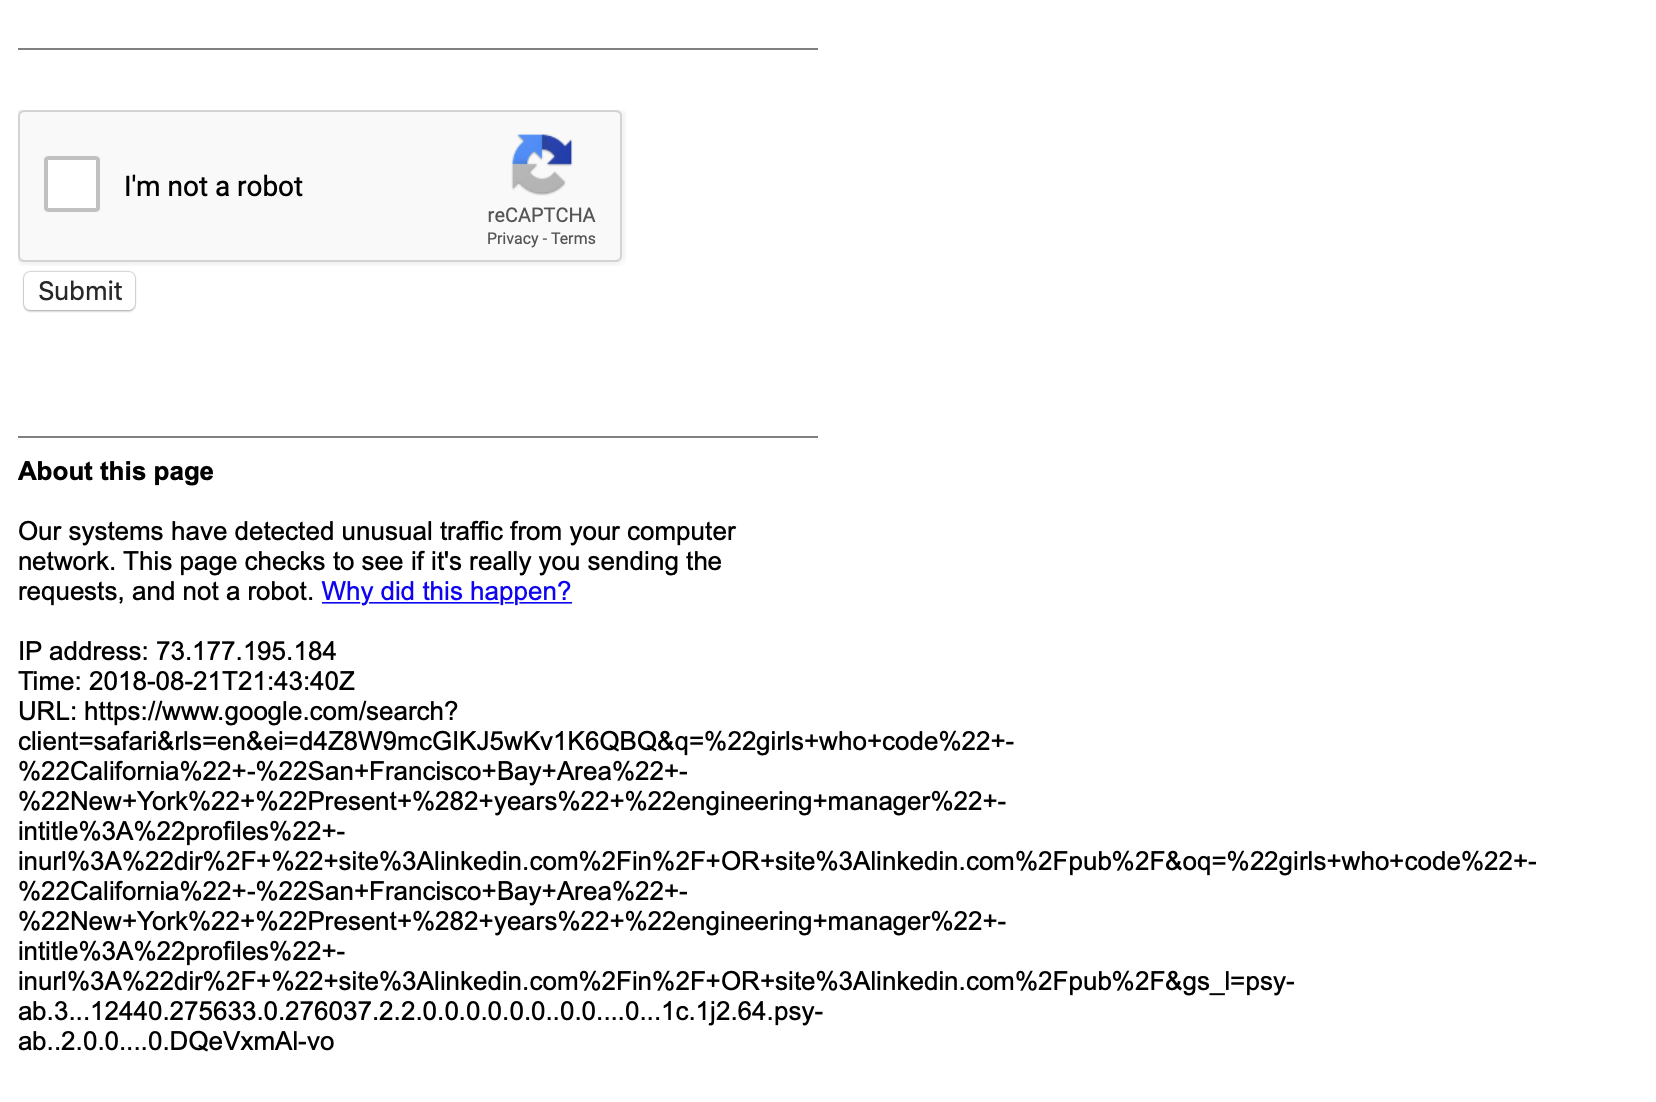 I'm not a robot
reCAPTCHA
Privacy - Terms
Submit
About this page
Our systems have detected unusual traffic from your computer
network. This page checks to see if it's really you sending the
requests, and not a robot. Why did this happen?
IP address: 73.177.195.184
Time: 2018-08-21T21:43:40Z
URL: https://www.google.com/search?
client=safari&rls=en&ei=d4Z8W9mcGIKJ5wKv1K6QBQ&q=%22girls+who+code%22+-
%22California%22+-%22San+Francisco+Bay+Area%22+-
%22New+York%22+%22Present+%282+years%22+%22engineering+manager%22+-
intitle%3A%22profiles%22+-
inurl%3A%22dir%2F+%22+site%3Alinkedin.com%2Fin%2F+OR+site%3Alinkedin.com%2Fpub%2F&oq=%22girls+who+code%22+-
%22California%22+-%22San+Francisco+Bay+Area%22+-
%22New+York%22+%22Present+%282+years%22+%22engineering+manager%22+-
intitle%3A%22profiles%22+-
inurl%3A%22dir%2F+%22+site%3Alinkedin.com%2Fin%2F+OR+site%3Alinkedin.com%2Fpub%2F&gs_l=psy-
ab.3...12440.275633.0.276037.2.2.0.0.0.0.0.0..0.0....0...1c.1j2.64.psy-
ab..2.0.0....0.DQeVxmAl-vo